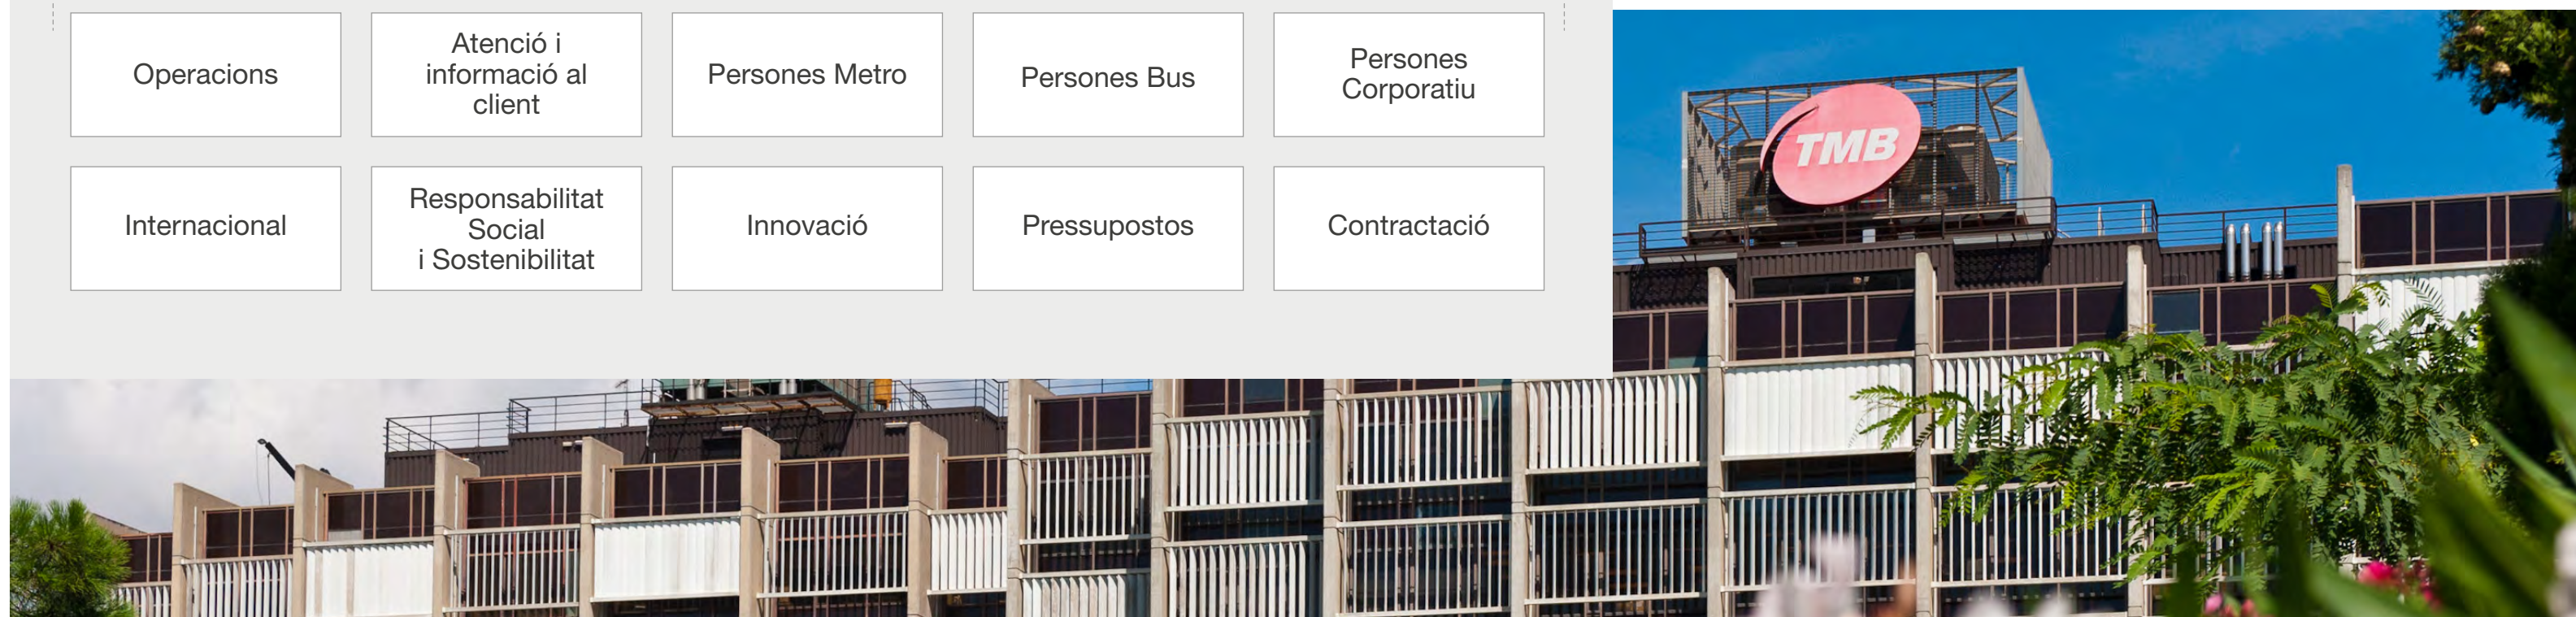 Operacions
Atenció i
informació al
client
Persones Metro
Persones Bus
Persones
Corporatiu
Internacional
Responsabilitat
Social
i Sostenibilitat
Innovació
Pressupostos
Contractació
TMB